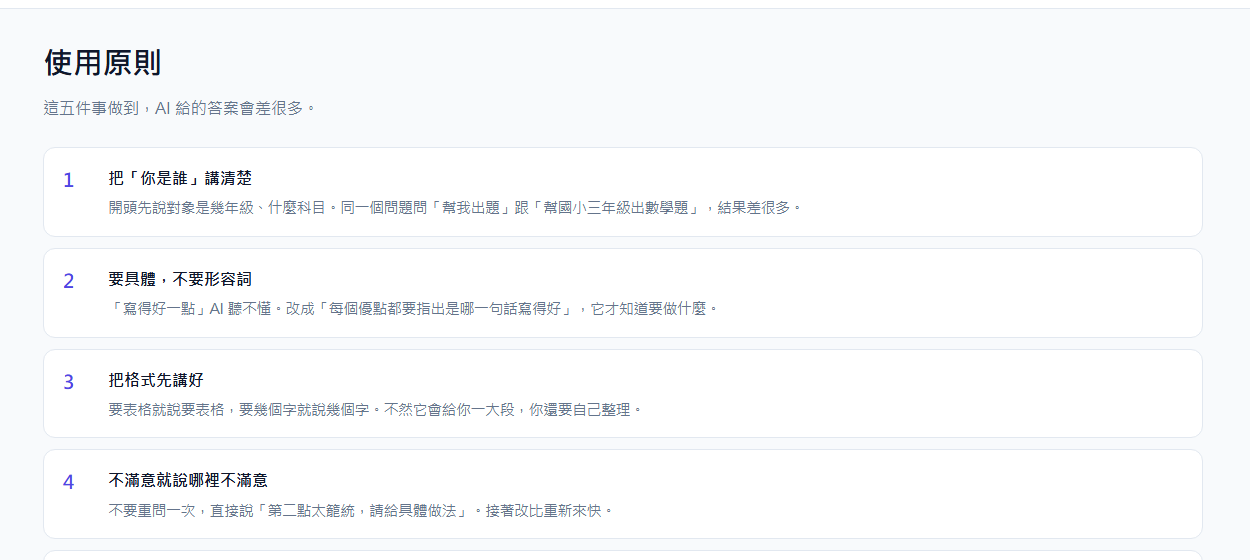 使用原則
這五件事做到，AI 給的答案會差很多。
1
把「你是誰」講清楚
開頭先說對象是幾年級、什麼科目。同一個問題問「幫我出題」跟「幫國小三年級出數學題」，結果差很多。
2
要具體，不要形容詞
「寫得好一點」AI 聽不懂。改成「每個優點都要指出是哪一句話寫得好」，它才知道要做什麼。
3
把格式先講好
要表格就說要表格，要幾個字就說幾個字。不然它會給你一大段，你還要自己整理。
4
不滿意就說哪裡不滿意
不要重問一次，直接說「第二點太籠統，請給具體做法」。接著改比重新來快。